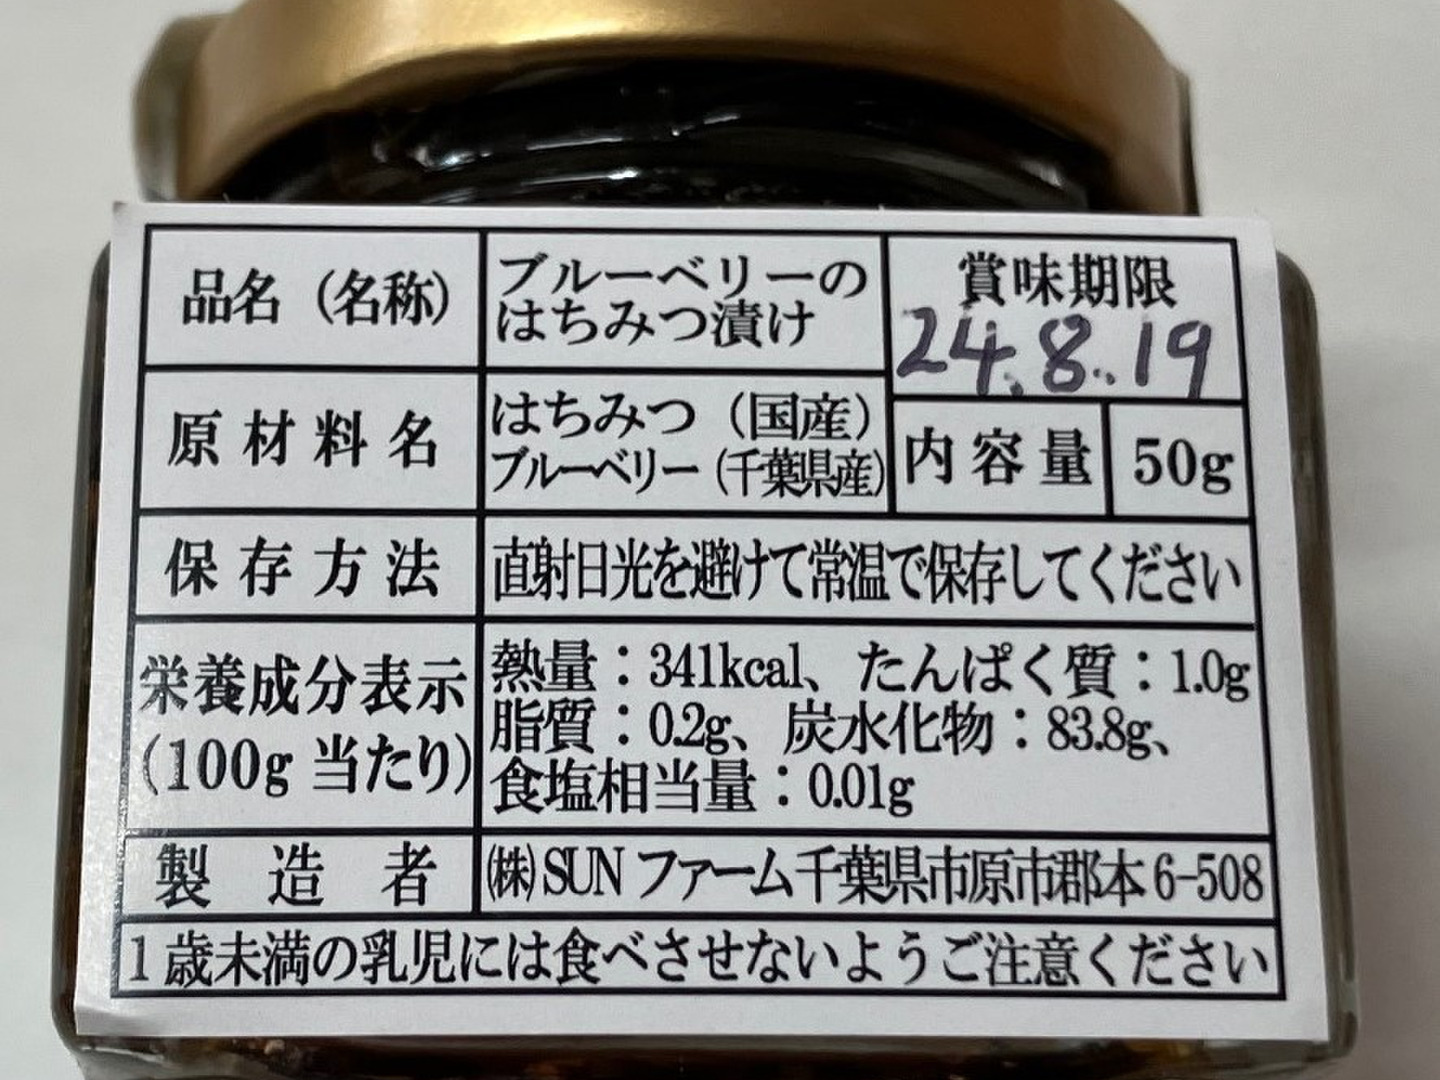 品名（名称）
ブルーベリーの
はちみつ漬け
賞味期限
24.8.19
原材料名
はちみつ（国産）
ブルーベリー（千葉県産）
内容量
50g
保存方法
直射日光を避けて常温で保存してください
栄養成分表示
(100g 当たり)
熱量：341kcal、たんぱく質：1.0g
脂質：0.2g、炭水化物：83.8g、
食塩相当量：0.01g
製造者
㈱SUN ファーム千葉県市原市郡本 6-508
1歳未満の乳児には食べさせないようご注意ください